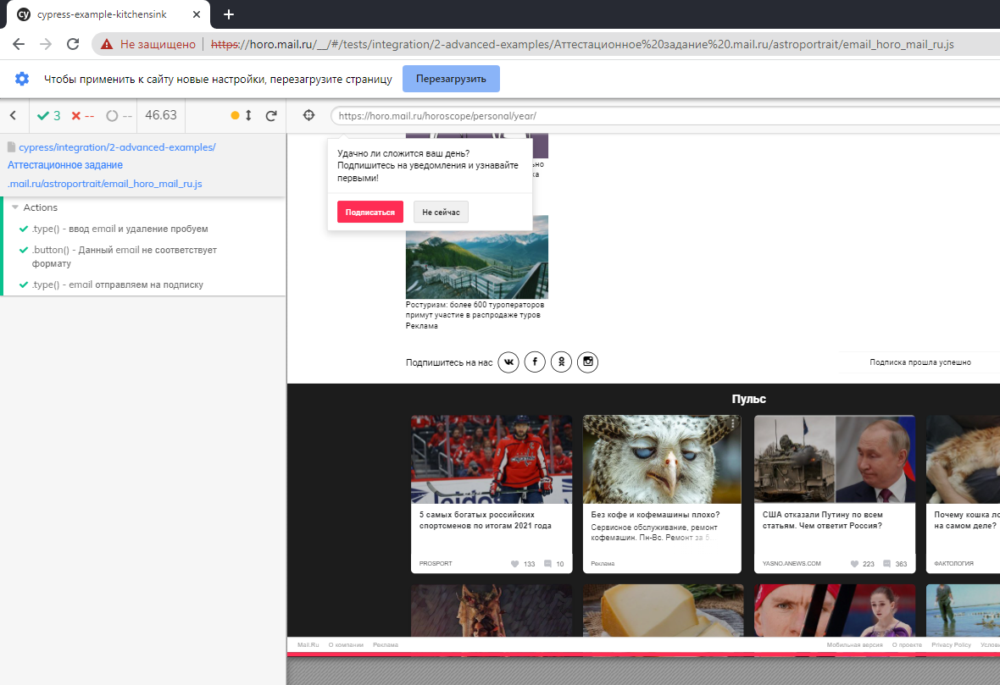 cypress-example-kitchensink
Не защищено
https://horo.mail.ru/__/#/tests/integration/2-advanced-examples/Аттестационное%20задание%20.mail.ru/astroportrait/email_horo_mail_ru.js
Чтобы применить к сайту новые настройки, перезагрузите страницу
Перезагрузить
3
--
--
46.63
https://horo.mail.ru/horoscope/personal/year/
cypress/integration/2-advanced-examples/
Аттестационное задание
.mail.ru/astroportrait/email_horo_mail_ru.js
Actions
.type() - ввод email и удаление пробуем
.button() - Данный email не соответствует
формату
.type() - email отправляем на подписку
Удачно ли сложится ваш день?
Подпишитесь на уведомления и узнавайте
первыми!
Подписаться
Не сейчас
Ростуризм: более 600 туроператоров
примут участие в распродаже туров
Реклама
Подпишитесь на нас
Подписка прошла успешно
Пульс
5 самых богатых российских
спортсменов по итогам 2021 года
PROSPORT
133
10
Без кофе и кофемашины плохо?
Сервисное обслуживание, ремонт
кофемашин. Пн-Вс. Ремонт за 5
Реклама
США отказали Путину по всем
статьям. Чем ответит Россия?
YASNO.ANEWS.COM
223
363
Почему кошка ло
на самом деле?
ФАКТОЛОГИЯ
Mail.Ru
О компании
Реклама
Мобильная версия
О проекте
Privacy Policy
Услов